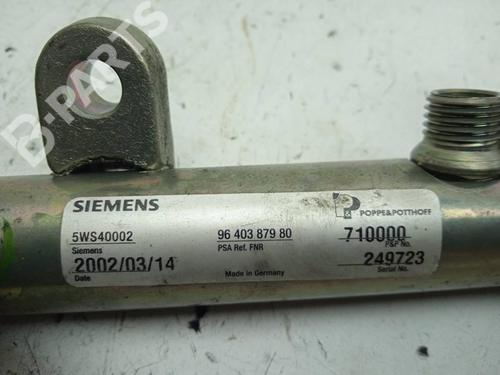 B-PARTS
SIEMENS
P&P POPPE&POTTHOFF
5WS40002 96 403 879 80 710000
Siemens PSA Ref. FNR P&P No.
2002/03/14 249723
Date Made in Germany Serial No.